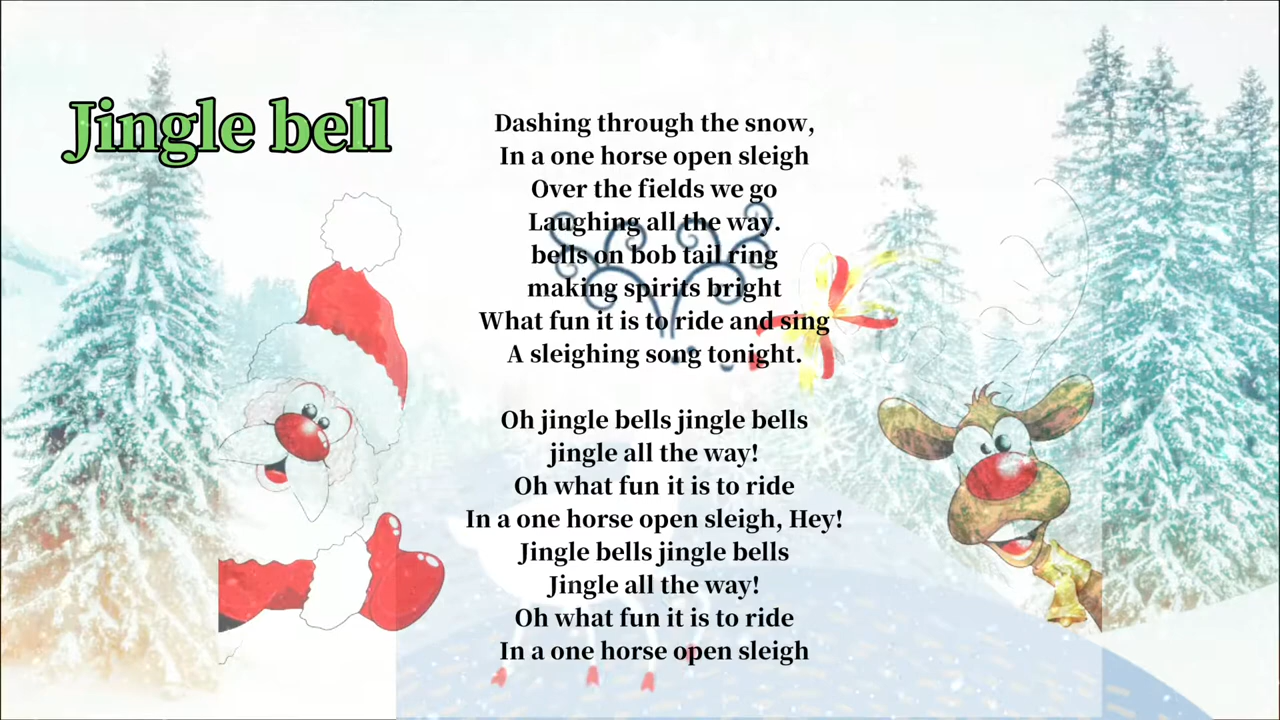 Jingle bell
Dashing through the snow,
In a one horse open sleigh
Over the fields we go
Laughing all the way.
bells on bob tail ring
making spirits bright
What fun it is to ride and sing
A sleighing song tonight.
Oh jingle bells jingle bells
jingle all the way!
Oh what fun it is to ride
In a one horse open sleigh, Hey!
Jingle bells jingle bells
Jingle all the way!
Oh what fun it is to ride
In a one horse open sleigh